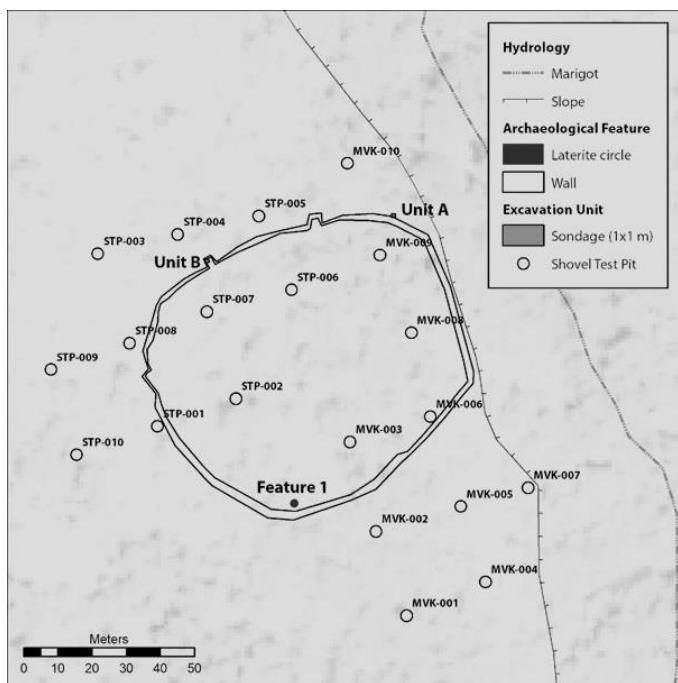 Hydrology
Marigot
Slope
Archaeological Feature
Laterite circle
Wall
Excavation Unit
Sondage (1x1 m)
Shovel Test Pit
MVK-010
STP-005
Unit A
STP-004
STP-003
MVK-009
Unit B
STP-006
STP-007
MVK-008
STP-008
STP-009
STP-002
MVK-006
STP-001
MVK-003
STP-010
Feature 1
MVK-007
MVK-005
MVK-002
MVK-004
MVK-001
Meters
0 10 20 30 40 50